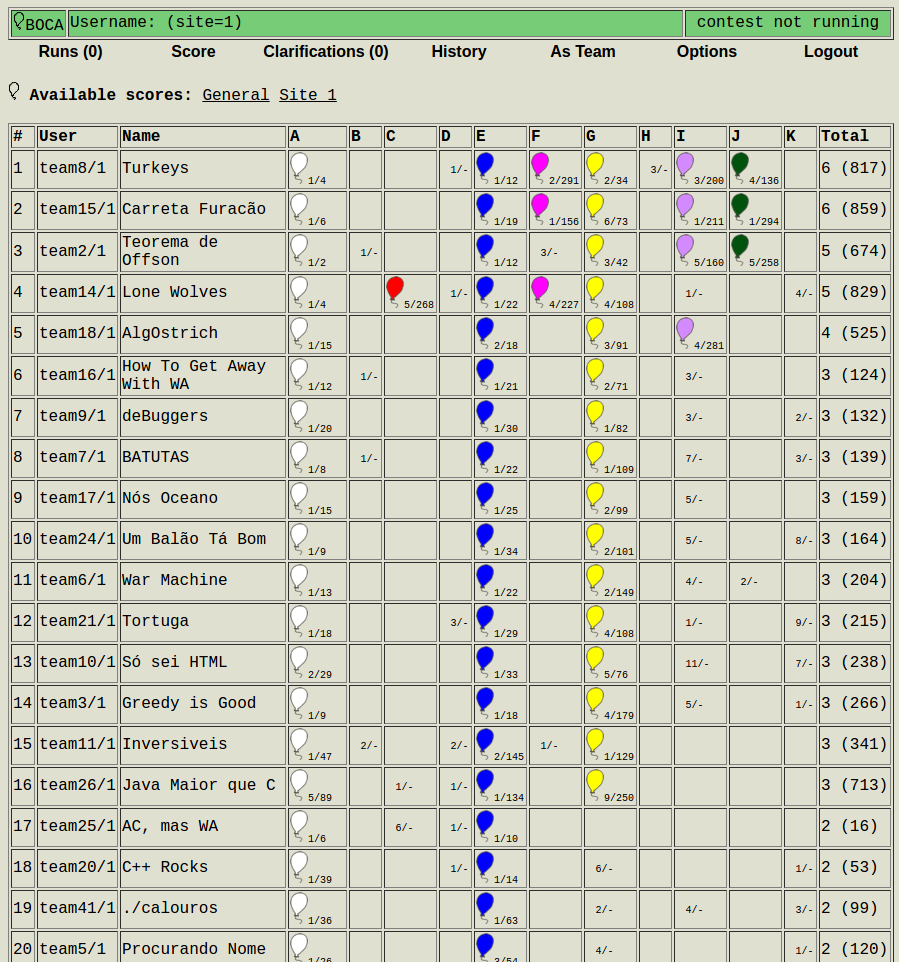 BOCA Username: (site=1) contest not running
Runs (0) Score Clarifications (0) History As Team Options Logout
Available scores: General Site 1
# User Name A B C D E F G H I J K Total
1 team8/1 Turkeys 1/4 1/- 1/12 2/291 2/34 3/- 3/200 4/136 6 (817)
2 team15/1 Carreta Furacão 1/6 1/19 1/156 6/73 1/211 1/294 6 (859)
3 team2/1 Teorema de
Offson 1/2 1/- 1/12 3/- 3/42 5/160 5/258 5 (674)
4 team14/1 Lone Wolves 1/4 5/268 1/- 1/22 4/227 4/108 1/- 4/- 5 (829)
5 team18/1 AlgOstrich 1/15 2/18 3/91 4/281 4 (525)
6 team16/1 How To Get Away
With WA 1/12 1/- 1/21 2/71 3/- 3 (124)
7 team9/1 deBuggers 1/20 1/30 1/82 3/- 2/- 3 (132)
8 team7/1 BATUTAS 1/8 1/- 1/22 1/109 7/- 3/- 3 (139)
9 team17/1 Nós Oceano 1/15 1/25 2/99 5/- 3 (159)
10 team24/1 Um Balão Tá Bom 1/9 1/34 2/101 5/- 8/- 3 (164)
11 team6/1 War Machine 1/13 1/22 2/149 4/- 2/- 3 (204)
12 team21/1 Tortuga 1/18 3/- 1/29 4/108 1/- 9/- 3 (215)
13 team10/1 Só sei HTML 2/29 1/33 5/76 11/- 7/- 3 (238)
14 team3/1 Greedy is Good 1/9 1/18 4/179 5/- 1/- 3 (266)
15 team11/1 Inversiveis 1/47 2/- 2/- 2/145 1/- 1/129 3 (341)
16 team26/1 Java Maior que C 5/89 1/- 1/- 1/134 9/250 3 (713)
17 team25/1 AC, mas WA 1/6 6/- 1/- 1/10 2 (16)
18 team20/1 C++ Rocks 1/39 1/- 1/14 6/- 1/- 2 (53)
19 team41/1 ./calouros 1/36 1/63 2/- 4/- 3/- 2 (99)
20 team5/1 Procurando Nome 1/26 3/54 4/- 1/- 2 (120)